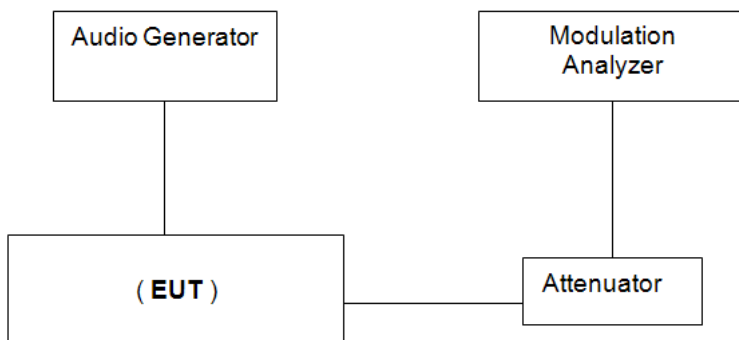 Audio Generator
Modulation
Analyzer
( EUT )
Attenuator